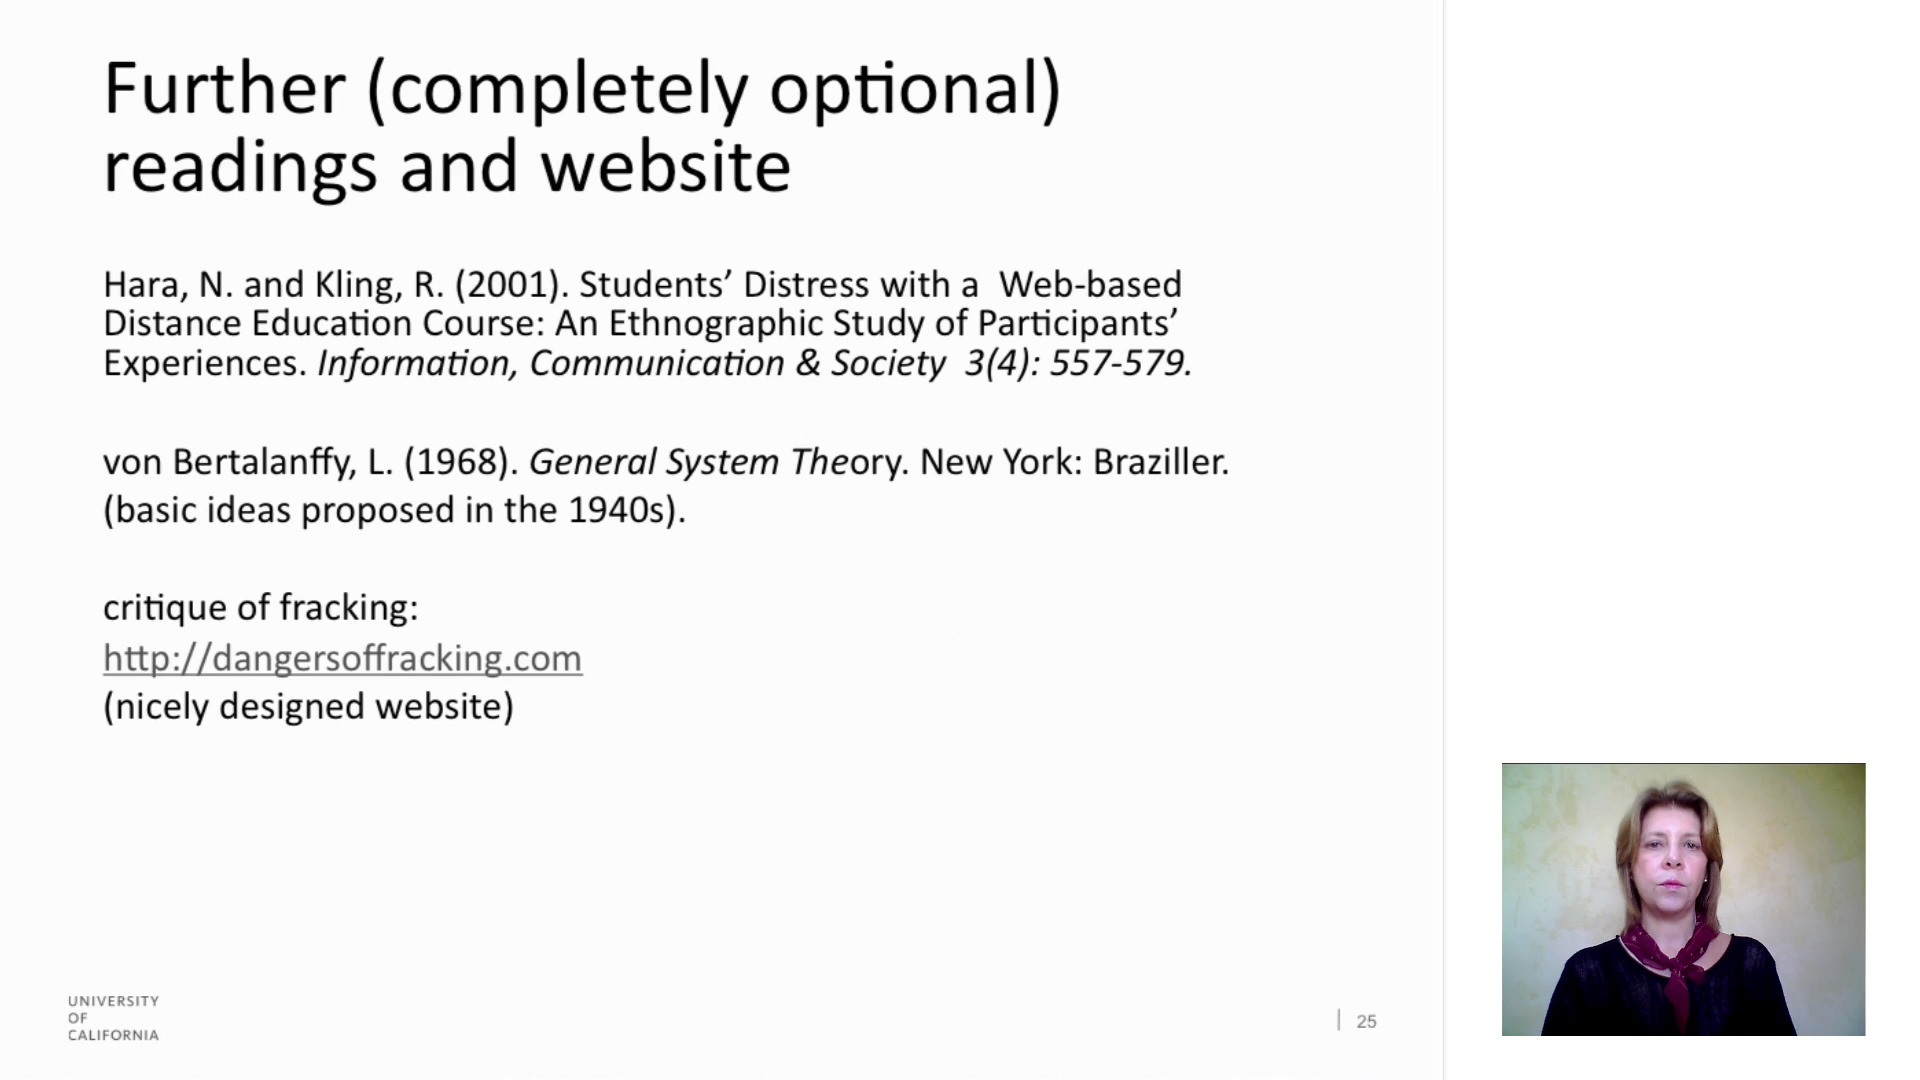 Further (completely optional)
readings and website
Hara, N. and Kling, R. (2001). Students’ Distress with a  Web-based
Distance Education Course: An Ethnographic Study of Participants’
Experiences. Information, Communication & Society  3(4): 557-579.
von Bertalanffy, L. (1968). General System Theory. New York: Braziller.
(basic ideas proposed in the 1940s).
critique of fracking:
http://dangersoffracking.com
(nicely designed website)
UNIVERSITY
OF
CALIFORNIA
25